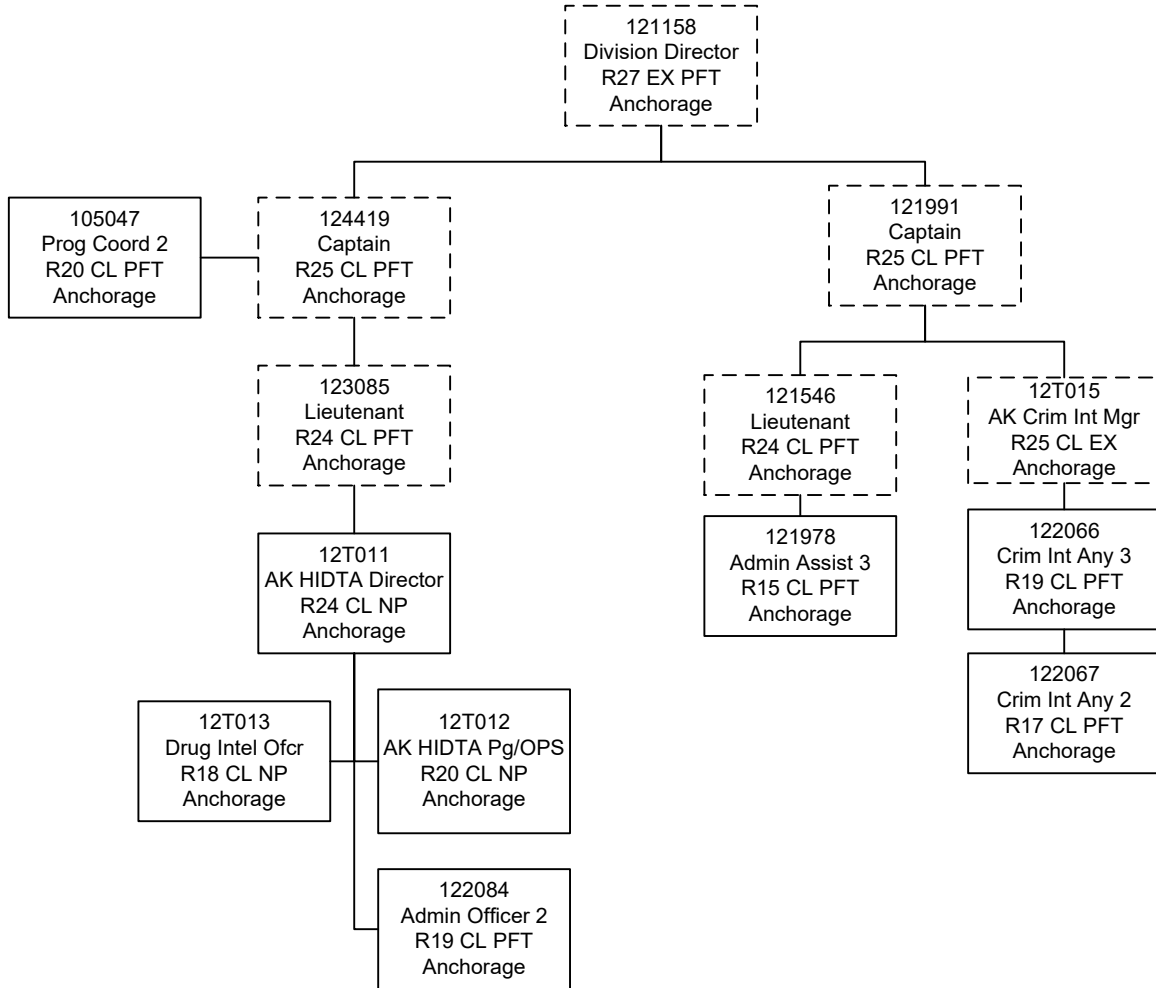 121158
Division Director
R27 EX PFT
Anchorage
105047
Prog Coord 2
R20 CL PFT
Anchorage
124419
Captain
R25 CL PFT
Anchorage
121991
Captain
R25 CL PFT
Anchorage
123085
Lieutenant
R24 CL PFT
Anchorage
121546
Lieutenant
R24 CL PFT
Anchorage
12T015
AK Crim Int Mgr
R25 CL EX
Anchorage
12T011
AK HIDTA Director
R24 CL NP
Anchorage
121978
Admin Assist 3
R15 CL PFT
Anchorage
122066
Crim Int Any 3
R19 CL PFT
Anchorage
122067
Crim Int Any 2
R17 CL PFT
Anchorage
12T013
Drug Intel Ofcr
R18 CL NP
Anchorage
12T012
AK HIDTA Pg/OPS
R20 CL NP
Anchorage
122084
Admin Officer 2
R19 CL PFT
Anchorage